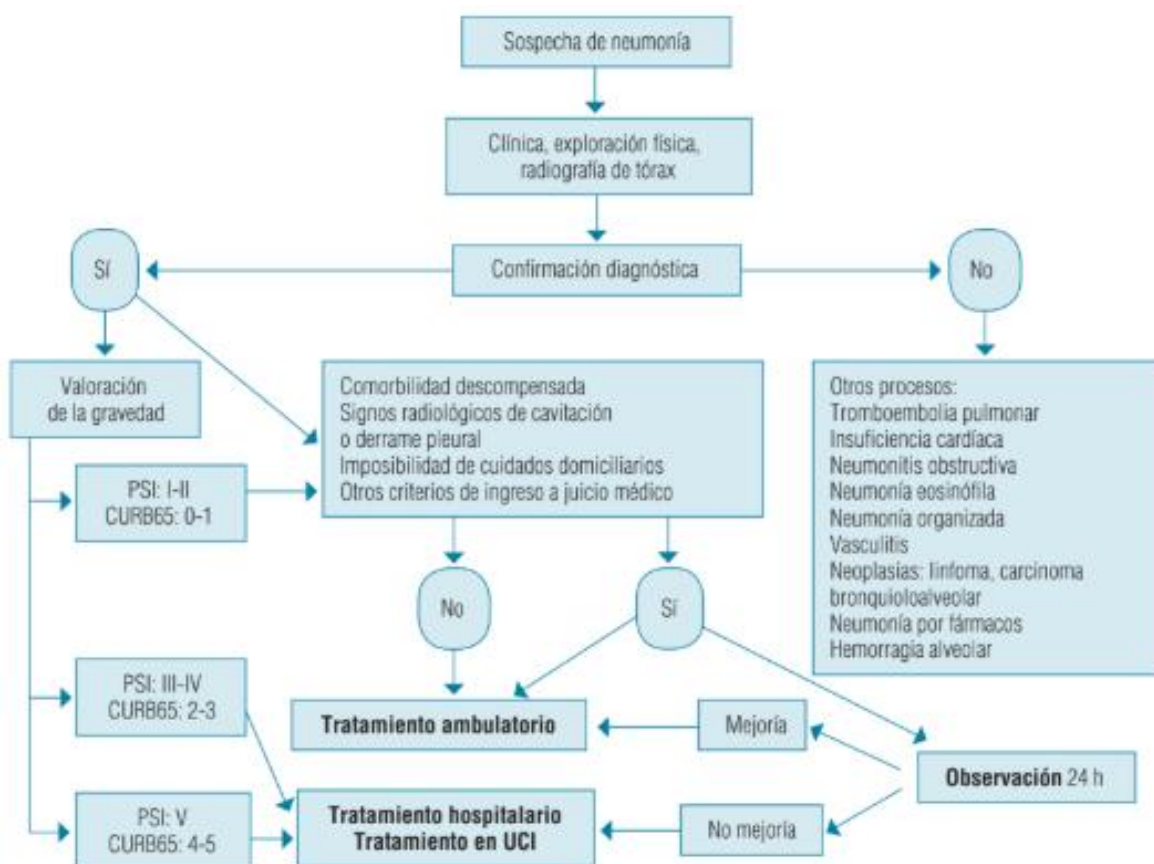 Sospecha de neumonía
Clínica, exploración física,
radiografía de tórax
Sí
Confirmación diagnóstica
No
Valoración
de la gravedad
Comorbilidad descompensada
Signos radiológicos de cavitación
o derrame pleural
Imposibilidad de cuidados domiciliarios
Otros criterios de ingreso a juicio médico
Otros procesos:
Tromboembolia pulmonar
Insuficiencia cardíaca
Neumonitis obstructiva
Neumonía eosinófila
Neumonía organizada
Vasculitis
Neoplasias: linfoma, carcinoma
bronquioloalveolar
Neumonía por fármacos
Hemorragia alveolar
PSI: I-II
CURB65: 0-1
No
Sí
PSI: III-IV
CURB65: 2-3
Tratamiento ambulatorio
Mejoría
Observación 24 h
PSI: V
CURB65: 4-5
Tratamiento hospitalario
Tratamiento en UCI
No mejoría